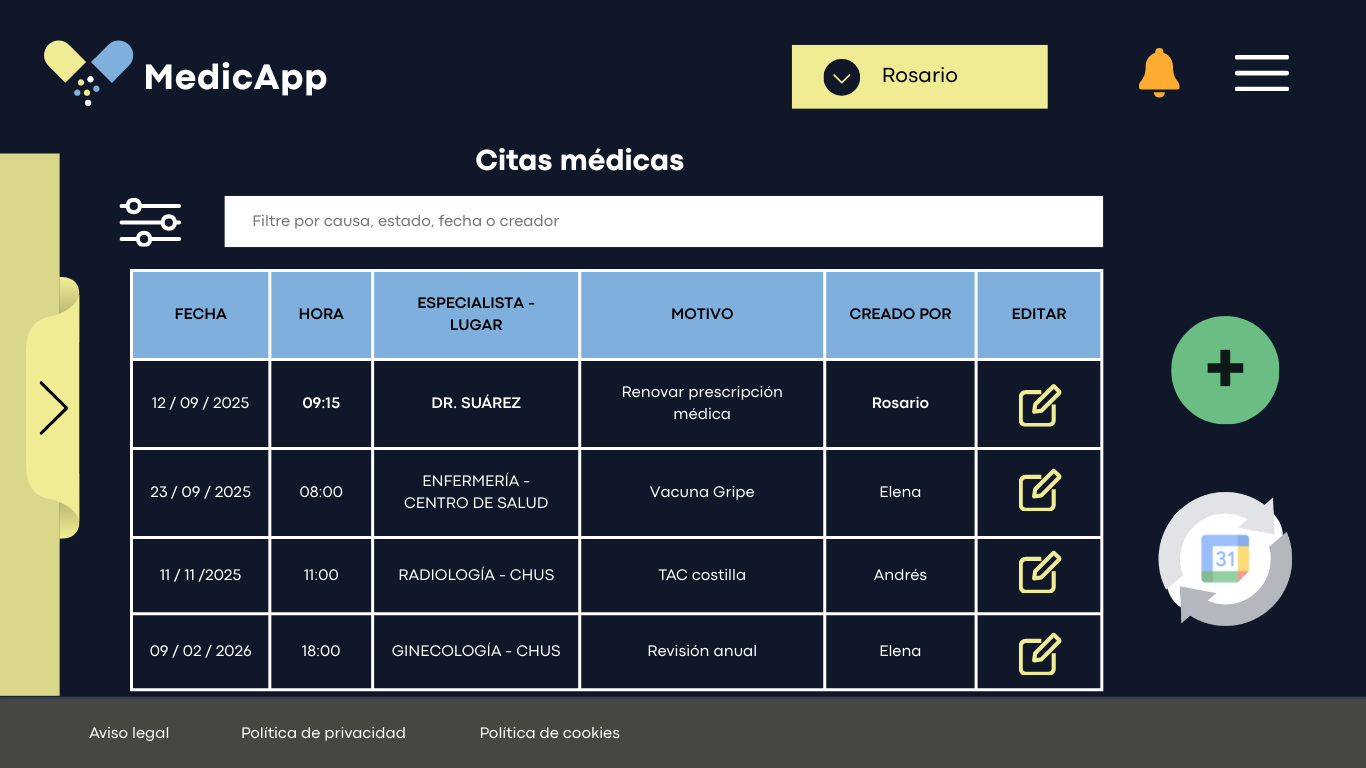 MedicApp
Rosario
Citas médicas
Filtre por causa, estado, fecha o creador
FECHA HORA ESPECIALISTA - LUGAR MOTIVO CREADO POR EDITAR
12 / 09 / 2025 09:15 DR. SUÁREZ Renovar prescripción médica Rosario
23 / 09 / 2025 08:00 ENFERMERÍA - CENTRO DE SALUD Vacuna Gripe Elena
11 / 11 /2025 11:00 RADIOLOGÍA - CHUS TAC costilla Andrés
09 / 02 / 2026 18:00 GINECOLOGÍA - CHUS Revisión anual Elena
+
31
Aviso legal Política de privacidad Política de cookies